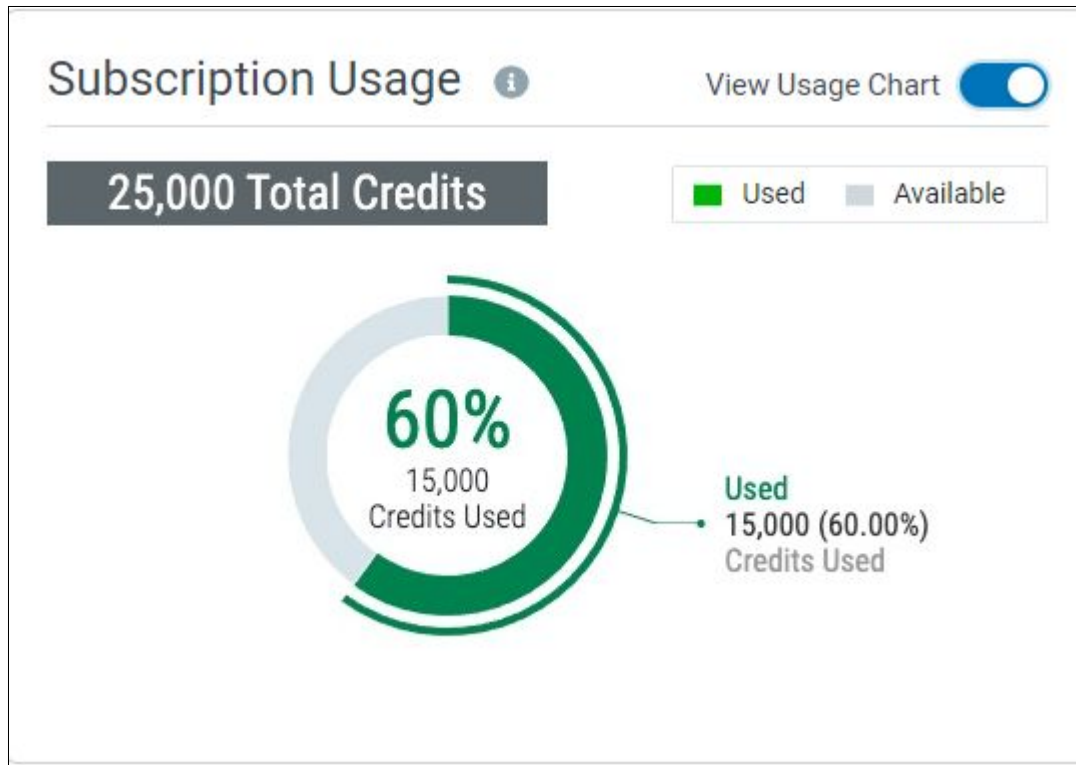 Subscription Usage
View Usage Chart
25,000 Total Credits
Used
Available
60%
15,000
Credits Used
Used
15,000 (60.00%)
Credits Used